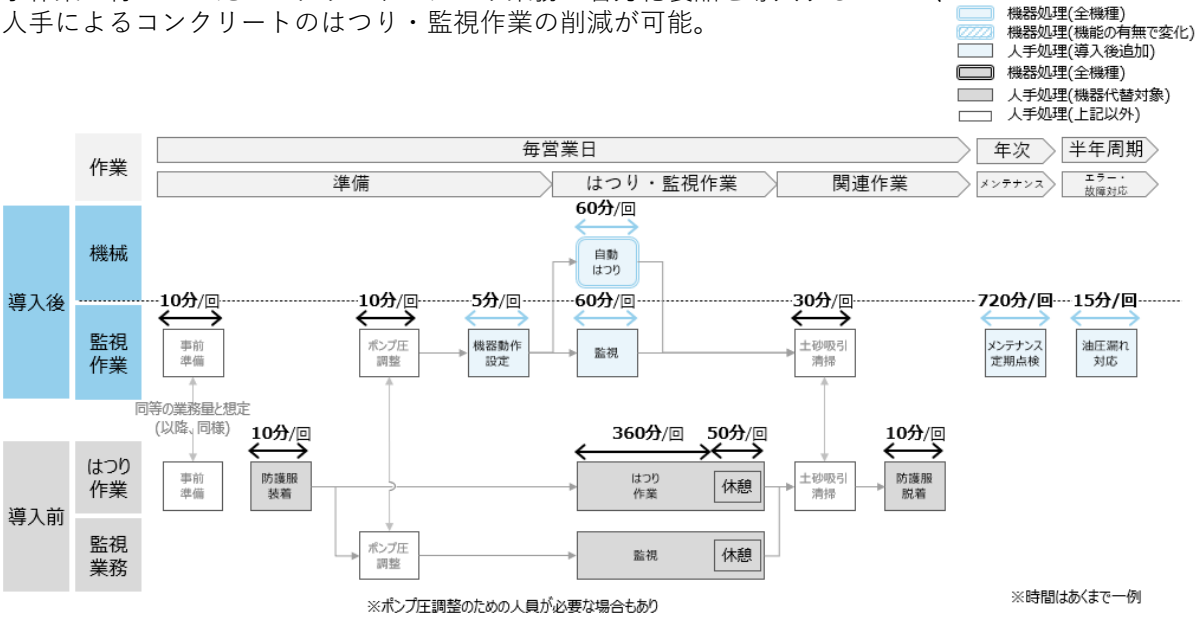 人手によるコンクリートのはつり・監視作業の削減が可能。
機器処理(全機種)
機器処理(機能の有無で変化)
人手処理(導入後追加)
機器処理(全機種)
人手処理(機器代替対象)
人手処理(上記以外)
作業
毎営業日
年次
半年周期
準備
はつり・監視作業
関連作業
メンテナンス
エラー・
故障対応
導入後
機械
60分/回
自動
はつり
監視
作業
10分/回
10分/回
5分/回
60分/回
30分/回
720分/回
15分/回
事前
準備
ポンプ圧
調整
機器動作
設定
監視
土砂吸引
清掃
メンテナンス
定期点検
油圧漏れ
対応
同等の業務量と想定
(以降、同様)
導入前
はつり
作業
10分/回
360分/回
50分/回
10分/回
事前
準備
防護服
装着
はつり
作業
休憩
土砂吸引
清掃
防護服
脱着
監視
業務
ポンプ圧
調整
監視
休憩
※ポンプ圧調整のための人員が必要な場合もあり
※時間はあくまで一例